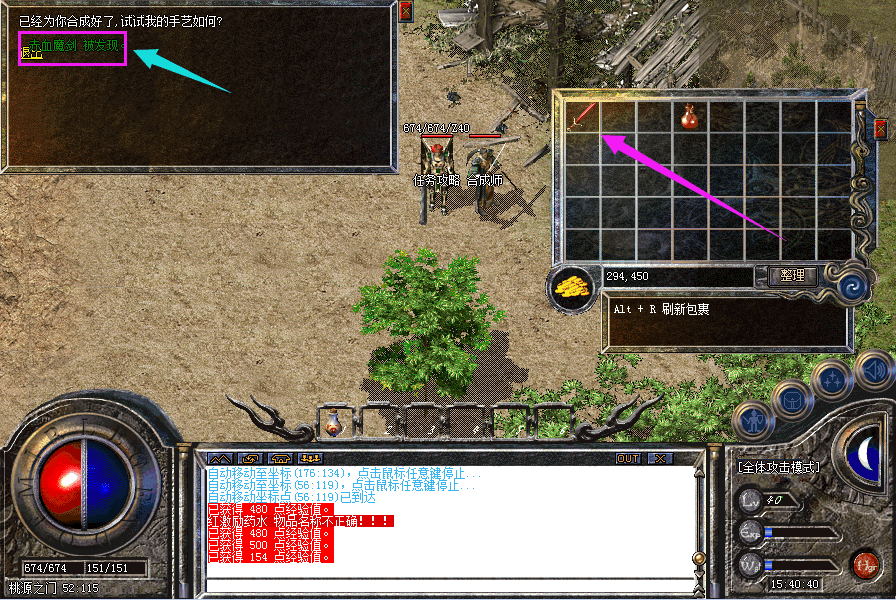 已经为你合成好了,试试我的手艺如何?
赤血魔剑 被发现。
退出
674/674/Z40
任务攻略 合成师
294,450
整理
Alt + R 刷新包裹
OUT
自动移动至坐标(176:134),点击鼠标任意键停止...
自动移动至坐标(56:119),点击鼠标任意键停止...
自动移动坐标点(56:119)已到达
已获得 480 点经验值。
红激励药水 物品名称不正确!!!
已获得 480 点经验值。
已获得 500 点经验值。
已获得 154 点经验值。
[全体攻击模式]
Lv 40
Exp
W
674/674
151/151
桃源之门 52:115
15:40:40